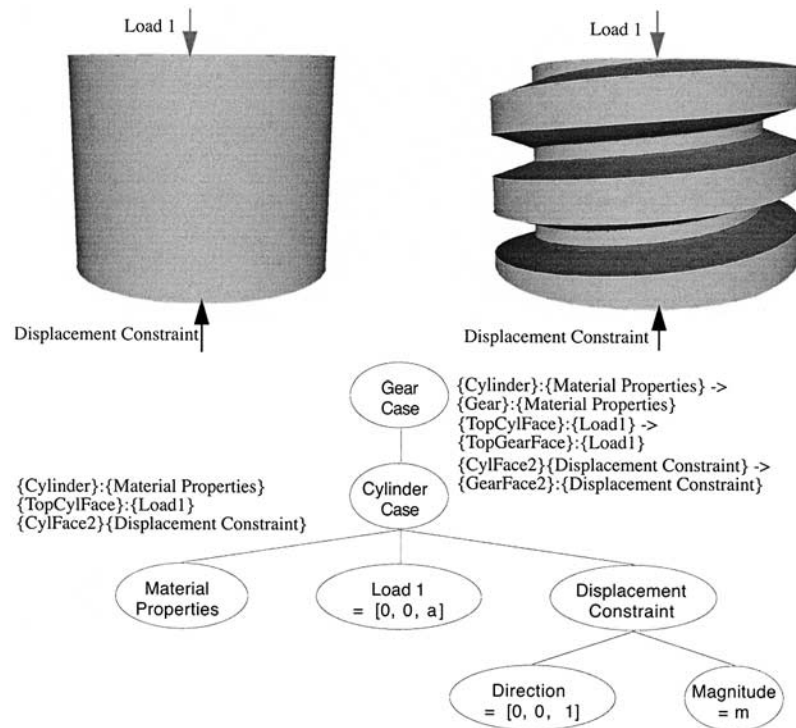 Load 1
Load 1
Displacement Constraint
Displacement Constraint
Gear
Case
{Cylinder}:{Material Properties} ->
{Gear}:{Material Properties}
{TopCylFace}:{Load1} ->
{TopGearFace}:{Load1}
{CylFace2}{Displacement Constraint} ->
{GearFace2}:{Displacement Constraint}
{Cylinder}:{Material Properties}
{TopCylFace}:{Load1}
{CylFace2}{Displacement Constraint}
Cylinder
Case
Material
Properties
Load 1
= [0, 0, a]
Displacement
Constraint
Direction
= [0, 0, 1]
Magnitude
= m